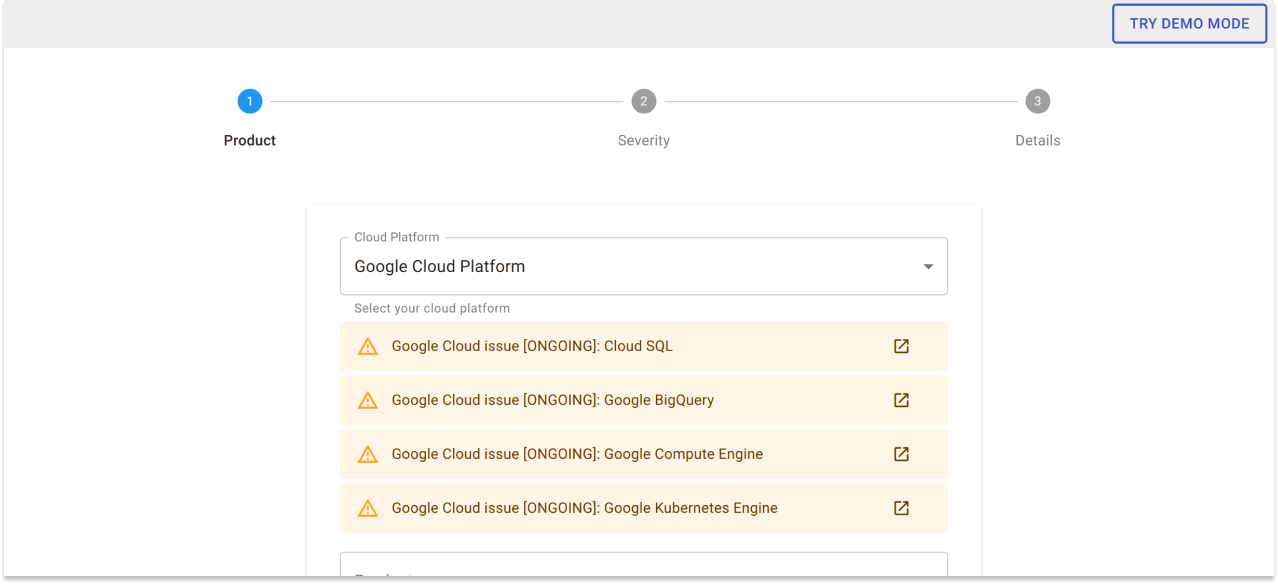 TRY DEMO MODE
1
2
3
Product
Severity
Details
Cloud Platform
Google Cloud Platform
Select your cloud platform
Google Cloud issue [ONGOING]: Cloud SQL
Google Cloud issue [ONGOING]: Google BigQuery
Google Cloud issue [ONGOING]: Google Compute Engine
Google Cloud issue [ONGOING]: Google Kubernetes Engine